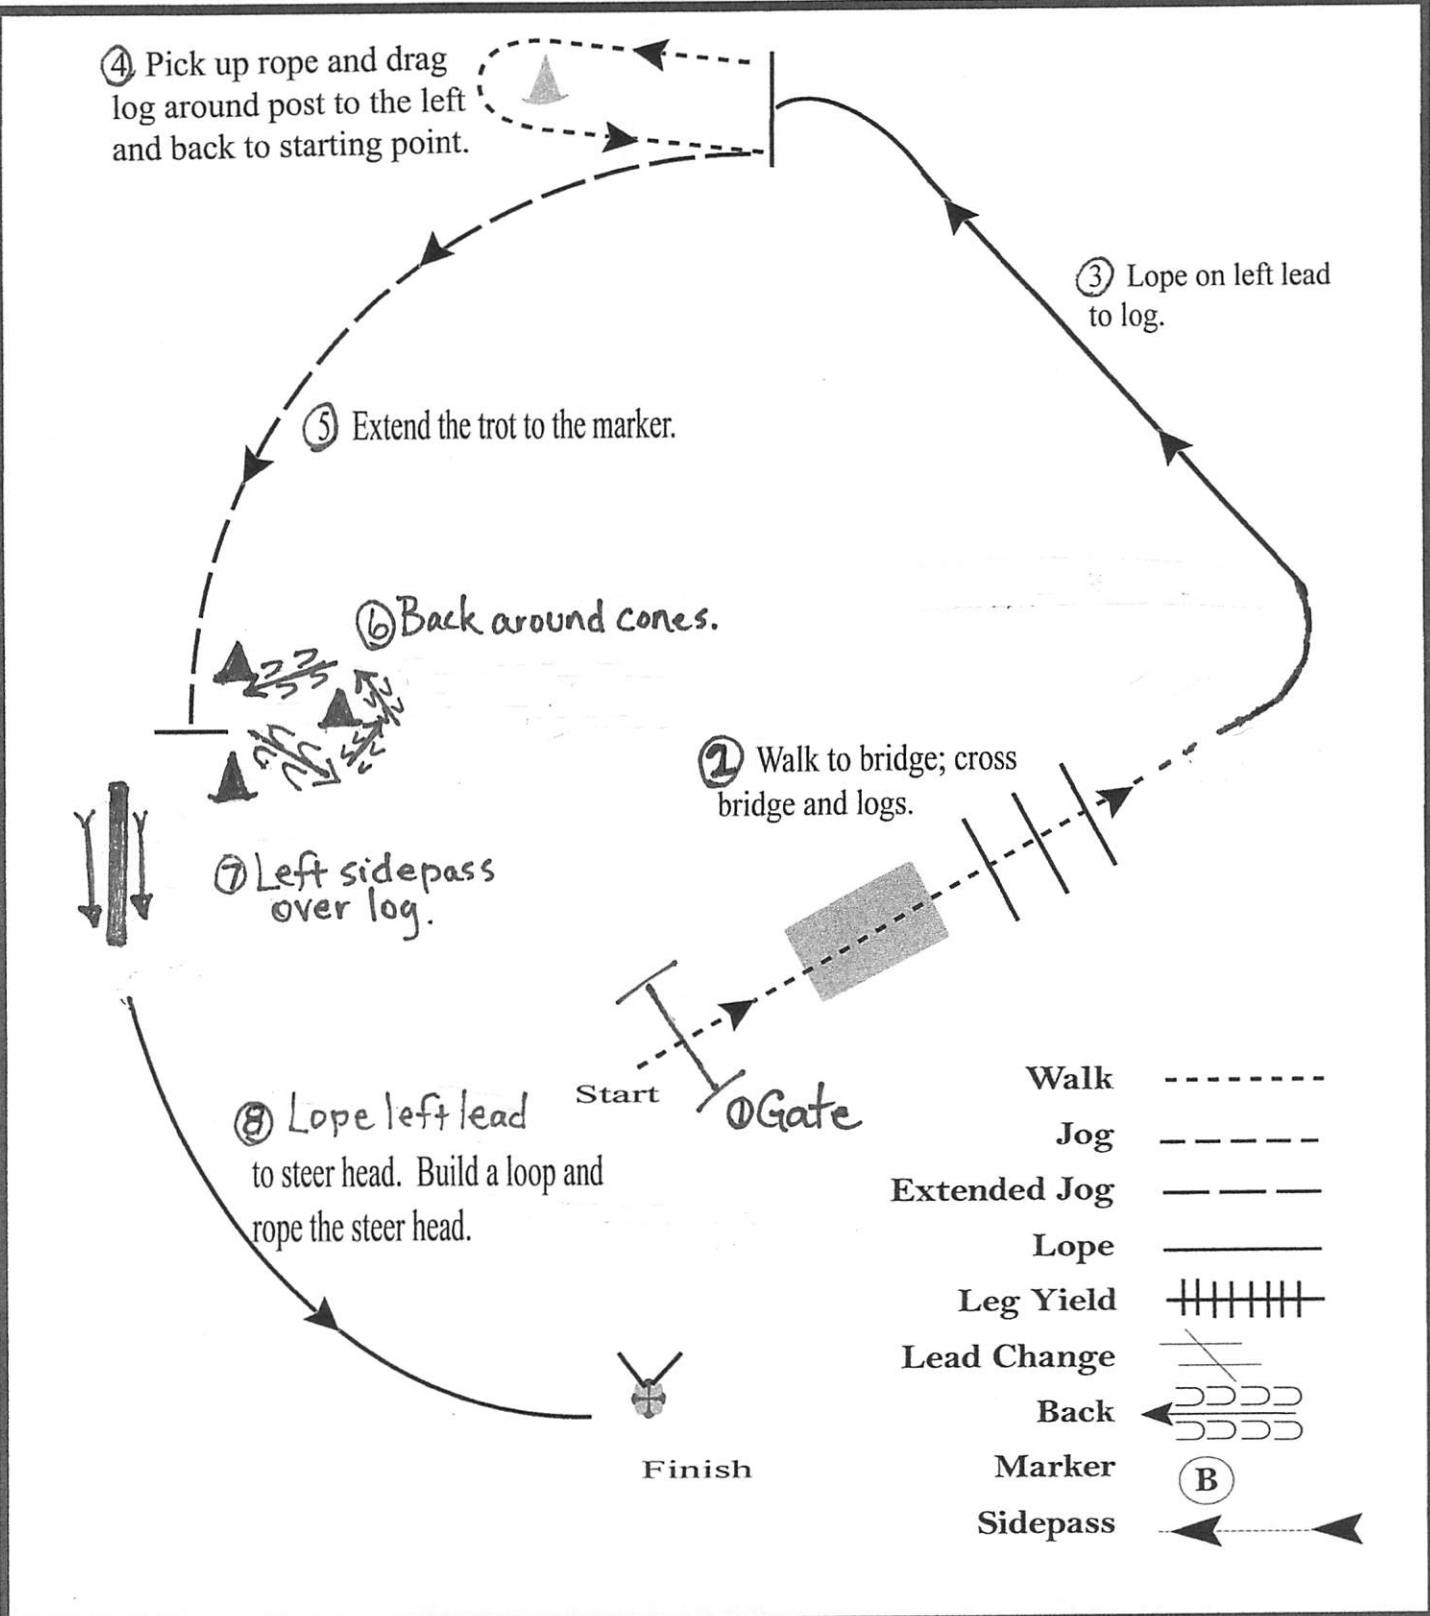 ④ Pick up rope and drag
log around post to the left
and back to starting point.
③ Lope on left lead
to log.
⑤ Extend the trot to the marker.
⑥ Back around cones.
② Walk to bridge; cross
bridge and logs.
⑦ Left sidepass
over log.
Start
① Gate
⑧ Lope left lead
to steer head. Build a loop and
rope the steer head.
Finish
Walk
Jog
Extended Jog
Lope
Leg Yield
Lead Change
Back
Marker B
Sidepass